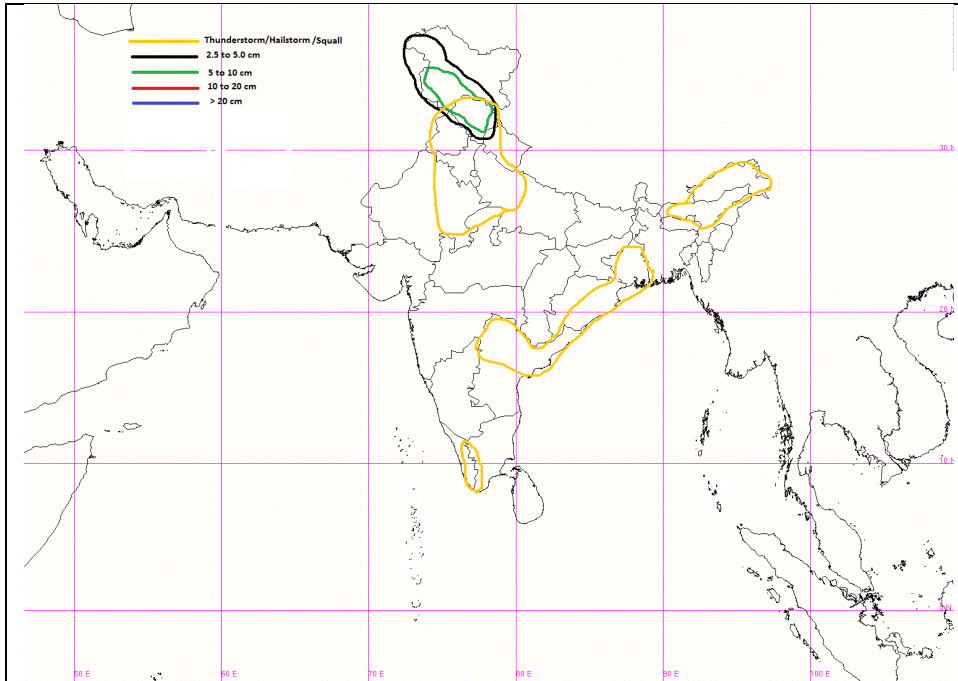 Thunderstorm/Hailstorm /Squall
2.5 to 5.0 cm
5 to 10 cm
10 to 20 cm
> 20 cm
30 N
20 N
10 N
50 E
60 E
70 E
80 E
90 E
100 E